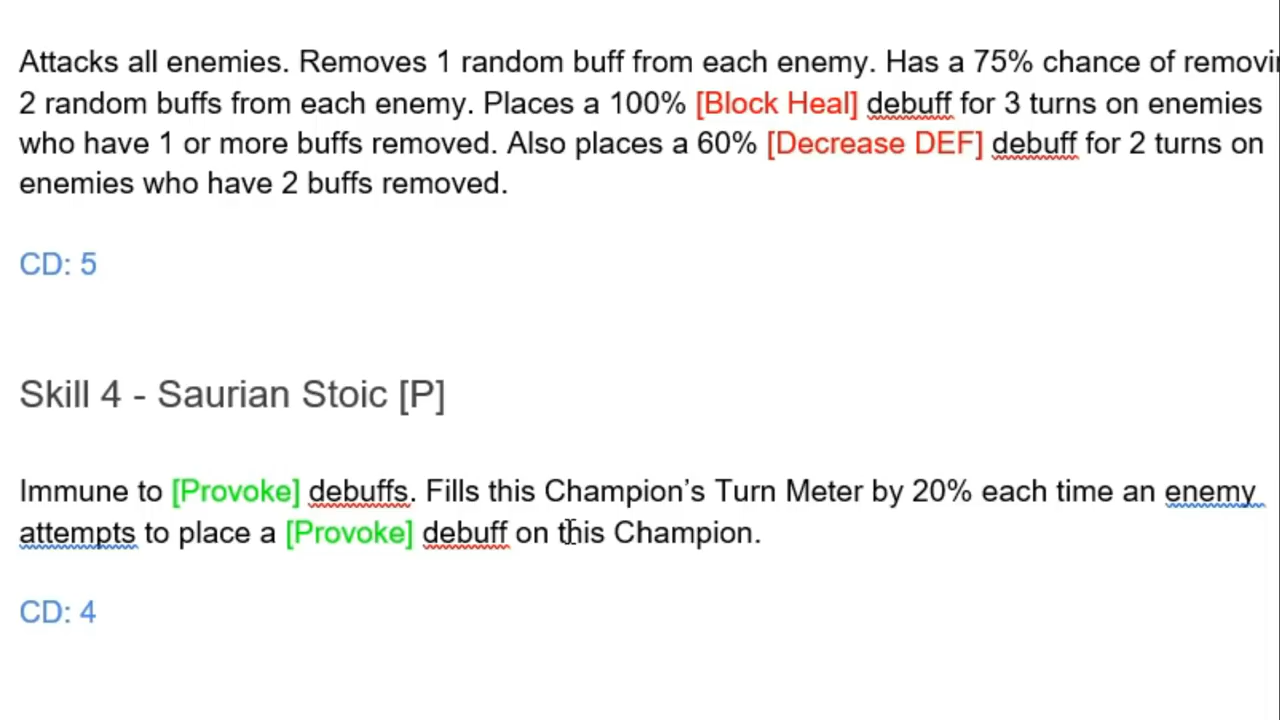 Attacks all enemies. Removes 1 random buff from each enemy. Has a 75% chance of removi
2 random buffs from each enemy. Places a 100% [Block Heal] debuff for 3 turns on enemies
who have 1 or more buffs removed. Also places a 60% [Decrease DEF] debuff for 2 turns on
enemies who have 2 buffs removed.
CD: 5
Skill 4 - Saurian Stoic [P]
Immune to [Provoke] debuffs. Fills this Champion’s Turn Meter by 20% each time an enemy
attempts to place a [Provoke] debuff on this Champion.
CD: 4